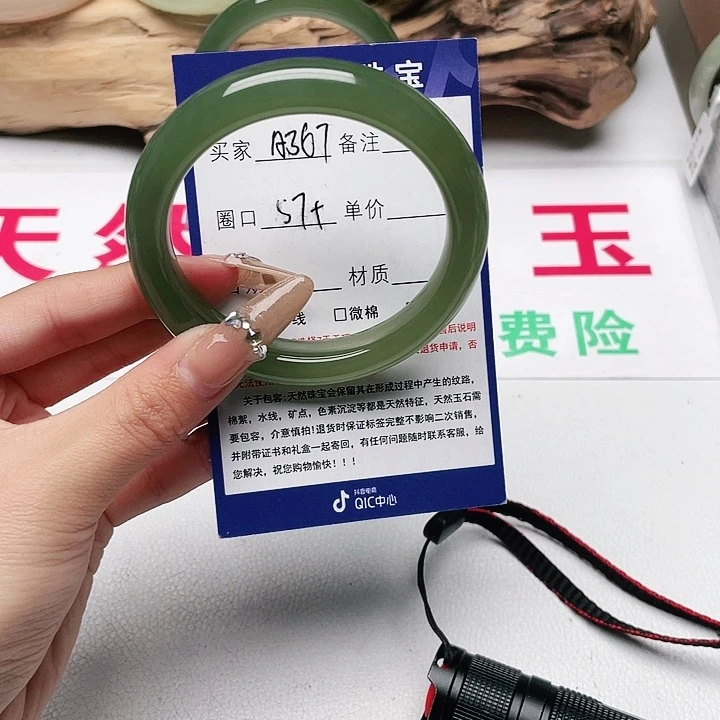 宝
买家 A367 备注
圈口 57+ 单价
材质
线 □微棉
售后说明
退货申请，否
关于包容:天然珠宝会保留其在形成过程中产生的纹路，
棉絮，水线，矿点，色素沉淀等都是天然特征，天然玉石需
要包容，介意慎拍!退货时保证标签完整不影响二次销售，
并附带证书和礼盒一起寄回，有任何问题随时联系客服，给
您解决，祝您购物愉快！！！
抖音电商
QIC中心
天然
玉
费险